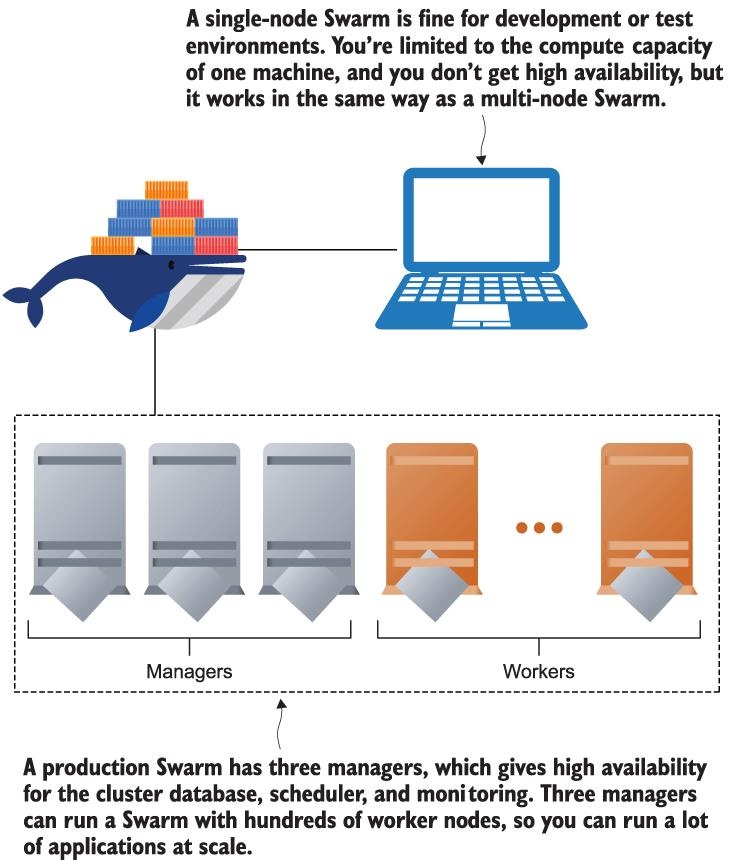 A single-node Swarm is fine for development or test
environments. You’re limited to the compute capacity
of one machine, and you don’t get high availability, but
it works in the same way as a multi-node Swarm.
Managers
Workers
A production Swarm has three managers, which gives high availability
for the cluster database, scheduler, and monitoring. Three managers
can run a Swarm with hundreds of worker nodes, so you can run a lot
of applications at scale.